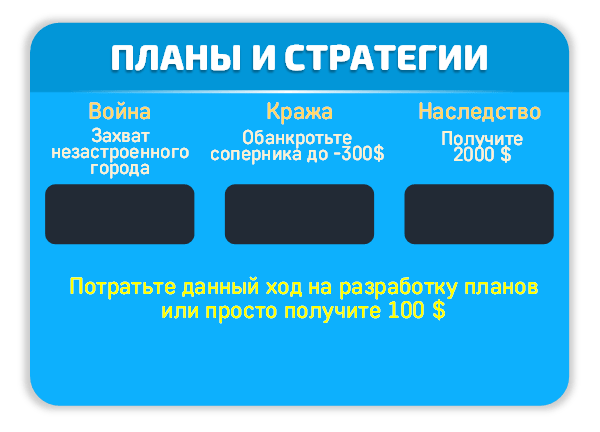 ПЛАНЫ И СТРАТЕГИИ
Война
Захват
незастроенного
города
Кража
Обанкротьте
соперника до -300$
Наследство
Получите
2000 $
Потратьте данный ход на разработку планов
или просто получите 100 $